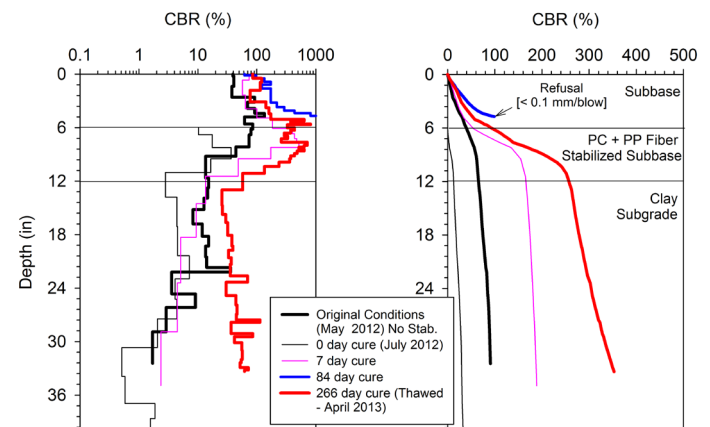 CBR (%)
CBR (%)
0.1 1 10 100 1000
0 100 200 300 400 500
0
6
12
18
24
30
36
Depth (in)
0
6
12
18
24
Refusal
[< 0.1 mm/blow]
Subbase
PC + PP Fiber
Stabilized Subbase
Clay
Subgrade
Original Conditions
(May 2012) No Stab.
0 day cure (July 2012)
7 day cure
84 day cure
266 day cure (Thawed
- April 2013)